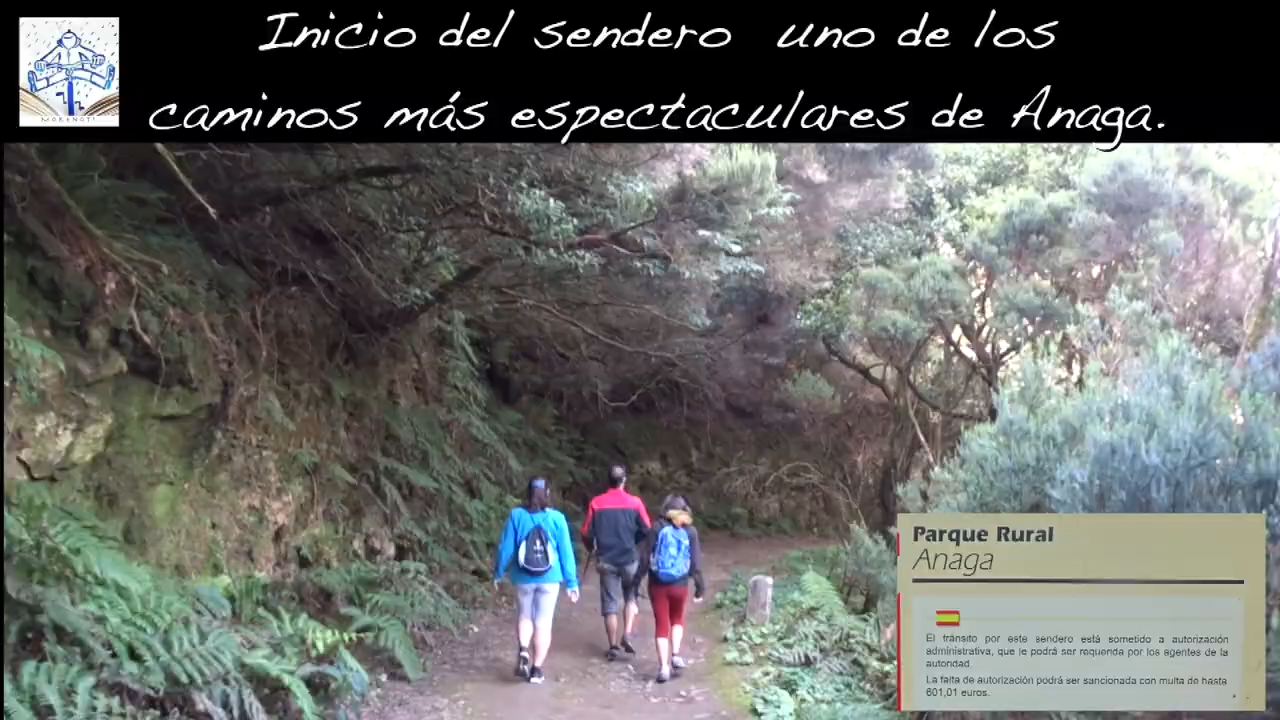 Inicio del sendero uno de los
caminos más espectaculares de Anaga.
MORENOTI
Parque Rural
Anaga
El tránsito por este sendero está sometido a autorización
administrativa, que le podrá ser requerida por los agentes de la
autoridad.
La falta de autorización podrá ser sancionada con multa de hasta
601,01 euros.